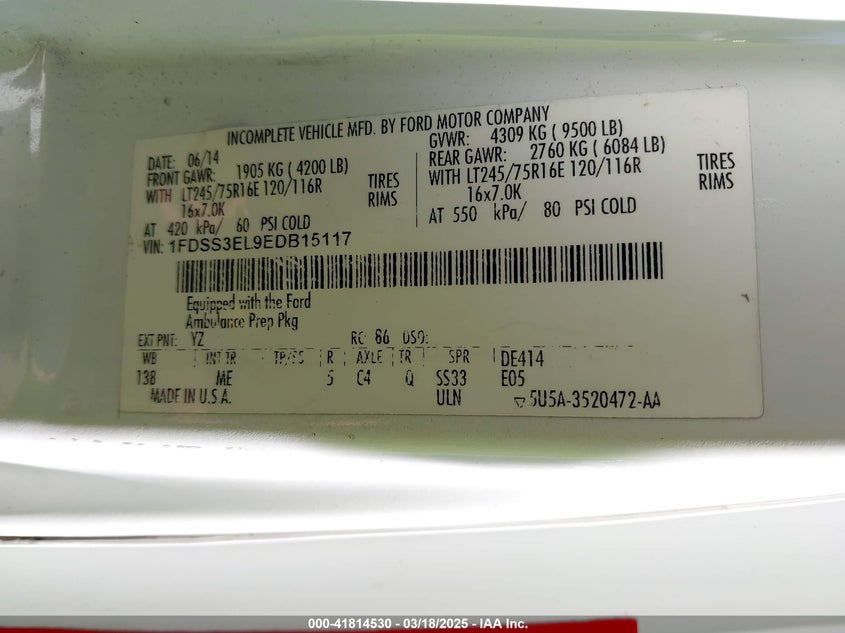 INCOMPLETE VEHICLE MFD. BY FORD MOTOR COMPANY
DATE: 06/14 GVWR: 4309 KG ( 9500 LB)
FRONT GAWR: 1905 KG ( 4200 LB) REAR GAWR: 2760 KG ( 6084 LB)
WITH LT245/75R16E 120/116R TIRES WITH LT245/75R16E 120/116R TIRES
16x7.0K RIMS 16x7.0K RIMS
AT 420 kPa/ 60 PSI COLD AT 550 kPa/ 80 PSI COLD
VIN: 1FDSS3EL9EDB15117
Equipped with the Ford
Ambulance Prep Pkg
EXT PNT: YZ RC: 86 DSO:
WB INT TR TP/PS R AXLE TR SPR DE414
138 ME 5 C4 Q SS33 E05
MADE IN U.S.A. ULN ▽5U5A-3520472-AA
000-41814530 - 03/18/2025 - IAA Inc.